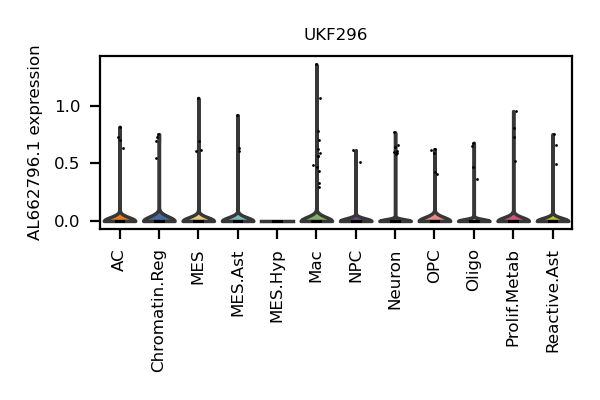 UKF296
AL662796.1 expression
1.0
0.5
0.0
AC
Chromatin.Reg
MES
MES.Ast
MES.Hyp
Mac
NPC
Neuron
OPC
Oligo
Prolif.Metab
Reactive.Ast